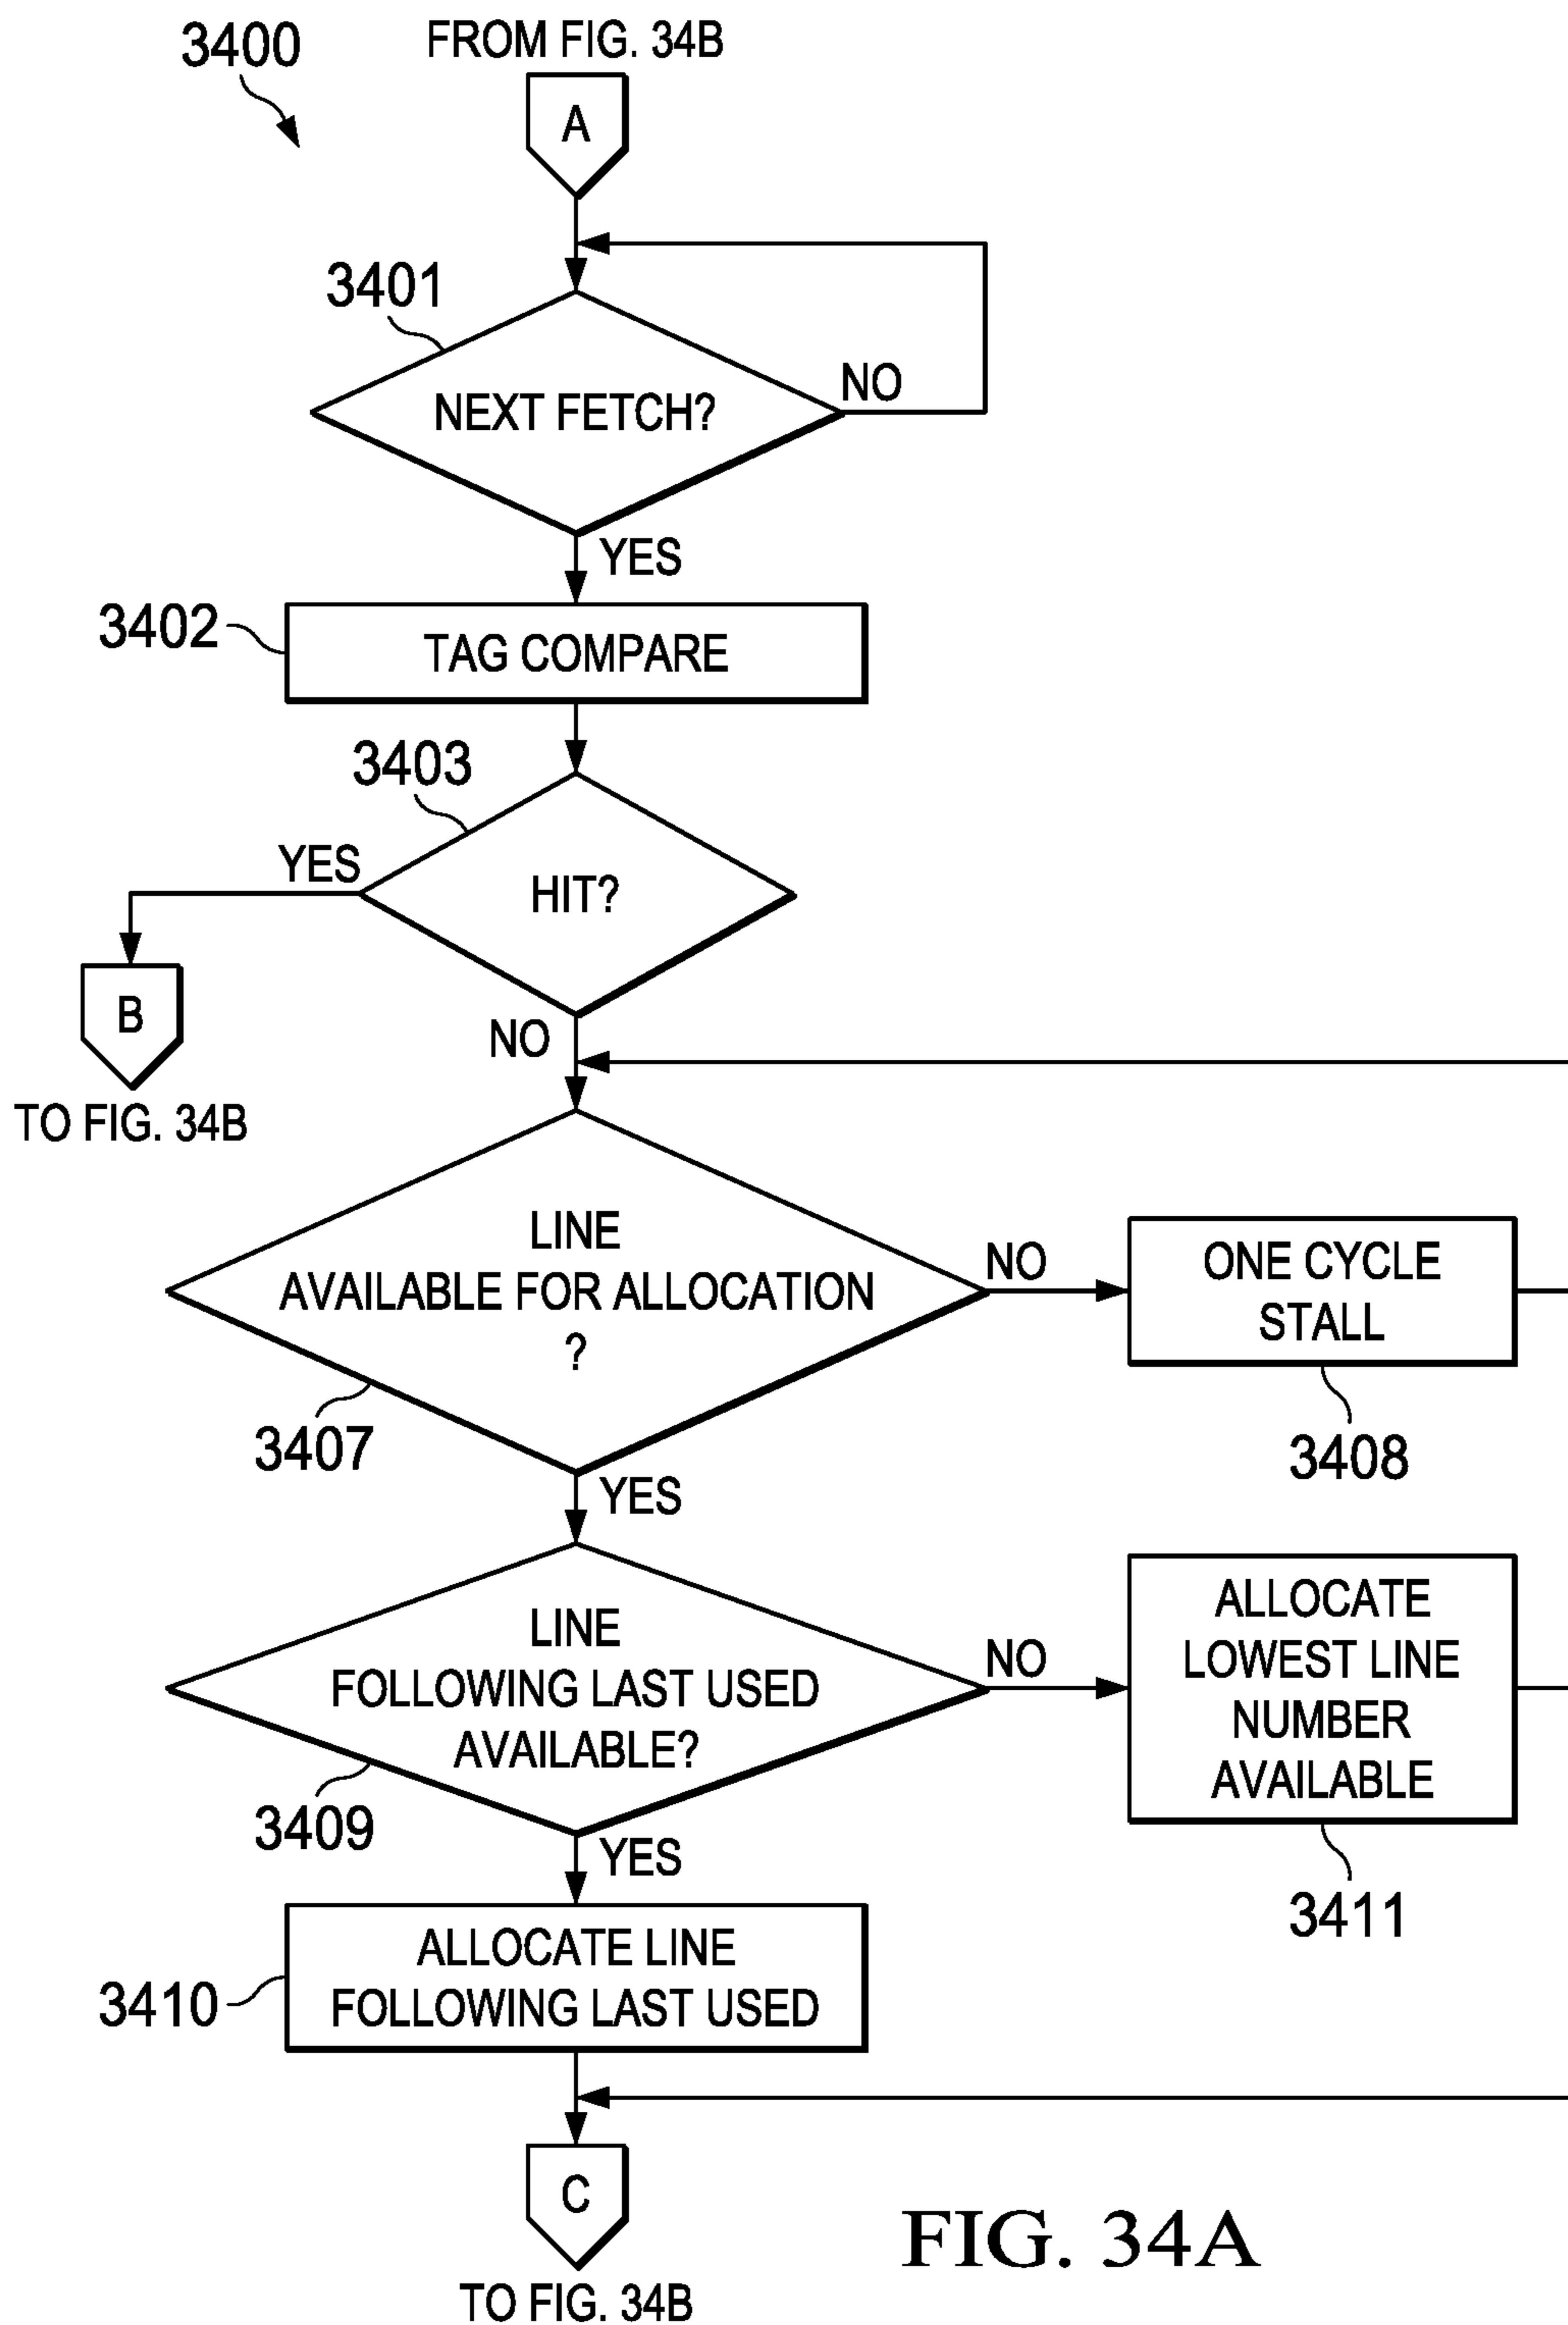 3400
FROM FIG. 34B
A
3401
NEXT FETCH?
NO
YES
3402
TAG COMPARE
3403
YES
HIT?
B
TO FIG. 34B
NO
LINE
AVAILABLE FOR ALLOCATION
?
NO
ONE CYCLE
STALL
3407
3408
YES
LINE
FOLLOWING LAST USED
AVAILABLE?
NO
ALLOCATE
LOWEST LINE
NUMBER
AVAILABLE
3409
3411
YES
ALLOCATE LINE
FOLLOWING LAST USED
3410
C
TO FIG. 34B
FIG. 34A